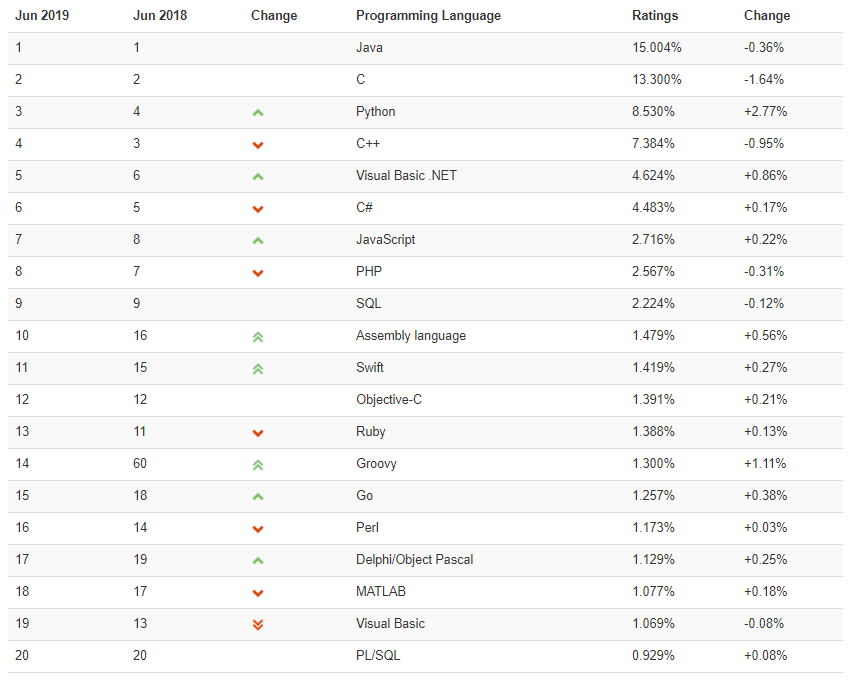 Jun 2019 Jun 2018 Change Programming Language Ratings Change
1 1 Java 15.004% -0.36%
2 2 C 13.300% -1.64%
3 4 Python 8.530% +2.77%
4 3 C++ 7.384% -0.95%
5 6 Visual Basic .NET 4.624% +0.86%
6 5 C# 4.483% +0.17%
7 8 JavaScript 2.716% +0.22%
8 7 PHP 2.567% -0.31%
9 9 SQL 2.224% -0.12%
10 16 Assembly language 1.479% +0.56%
11 15 Swift 1.419% +0.27%
12 12 Objective-C 1.391% +0.21%
13 11 Ruby 1.388% +0.13%
14 60 Groovy 1.300% +1.11%
15 18 Go 1.257% +0.38%
16 14 Perl 1.173% +0.03%
17 19 Delphi/Object Pascal 1.129% +0.25%
18 17 MATLAB 1.077% +0.18%
19 13 Visual Basic 1.069% -0.08%
20 20 PL/SQL 0.929% +0.08%